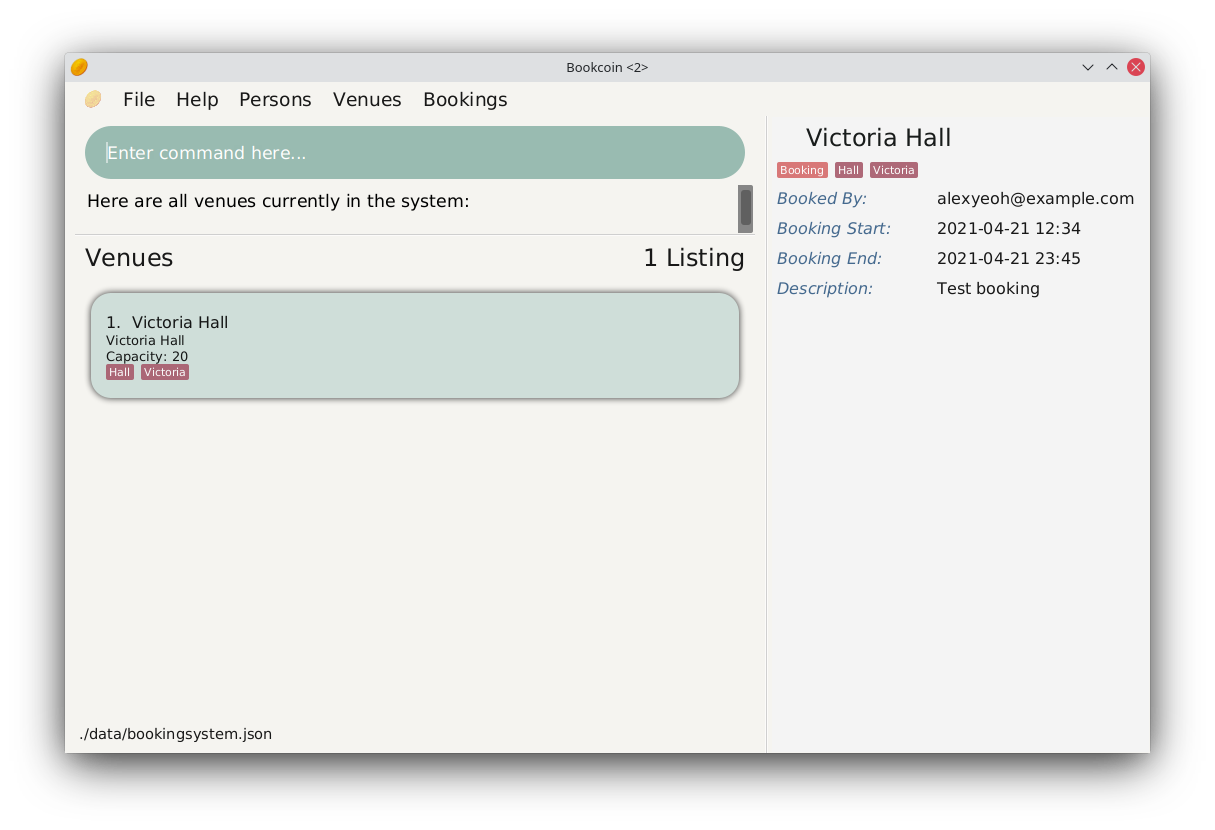 Bookcoin <2>
File Help Persons Venues Bookings
Enter command here...
Here are all venues currently in the system:
Venues 1 Listing
1. Victoria Hall
Victoria Hall
Capacity: 20
Hall Victoria
./data/bookingsystem.json
Victoria Hall
Booking Hall Victoria
Booked By: alexyeoh@example.com
Booking Start: 2021-04-21 12:34
Booking End: 2021-04-21 23:45
Description: Test booking